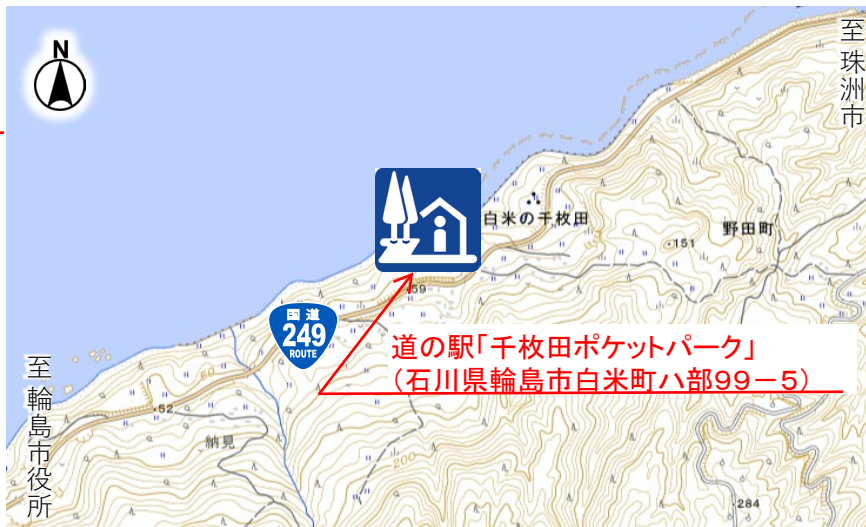 N
至 珠洲市
白米の千枚田
野田町
・151
・59
国道
249
ROUTE
道の駅「千枚田ポケットパーク」
（石川県輪島市白米町ハ部99－5）
至 輪島市役所
60
・52
納見
200
・284